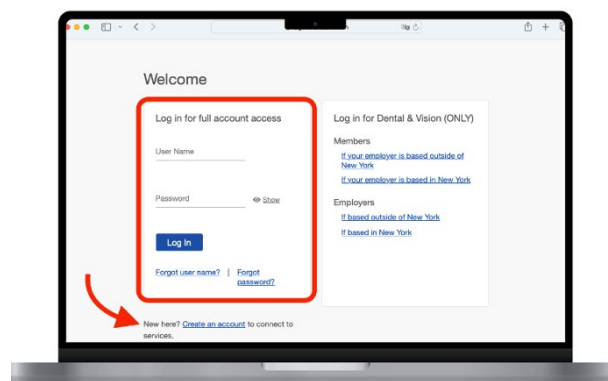 Welcome
Log in for full account access
User Name
Password
Show
Log In
Forgot user name? | Forgot
password?
New here? Create an account to connect to
services.
Log in for Dental & Vision (ONLY)
Members
If your employer is based outside of
New York
If your employer is based in New York
Employers
If based outside of New York
If based in New York